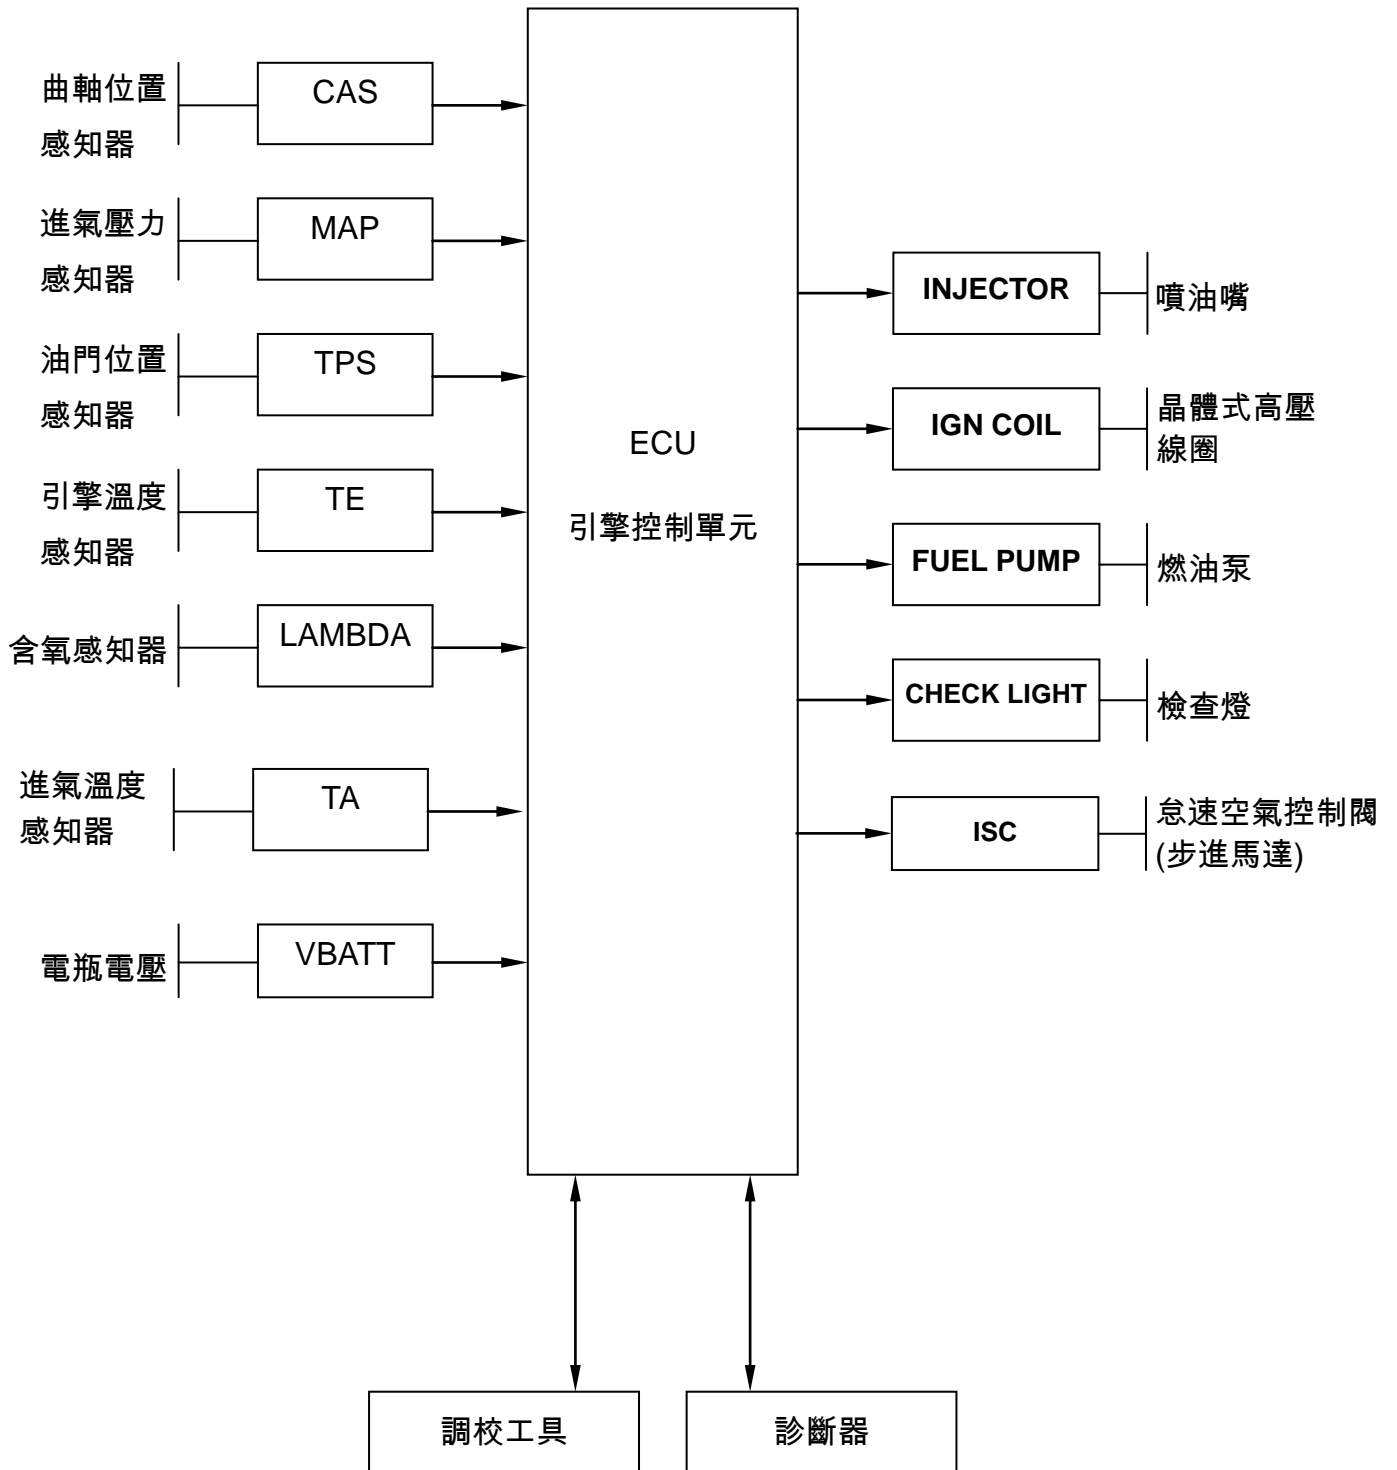 曲軸位置
感知器
CAS
進氣壓力
感知器
MAP
油門位置
感知器
TPS
引擎溫度
感知器
TE
含氧感知器
LAMBDA
進氣溫度
感知器
TA
電瓶電壓
VBATT
ECU
引擎控制單元
INJECTOR
噴油嘴
IGN COIL
晶體式高壓
線圈
FUEL PUMP
燃油泵
CHECK LIGHT
檢查燈
ISC
怠速空氣控制閥
(步進馬達)
調校工具
診斷器